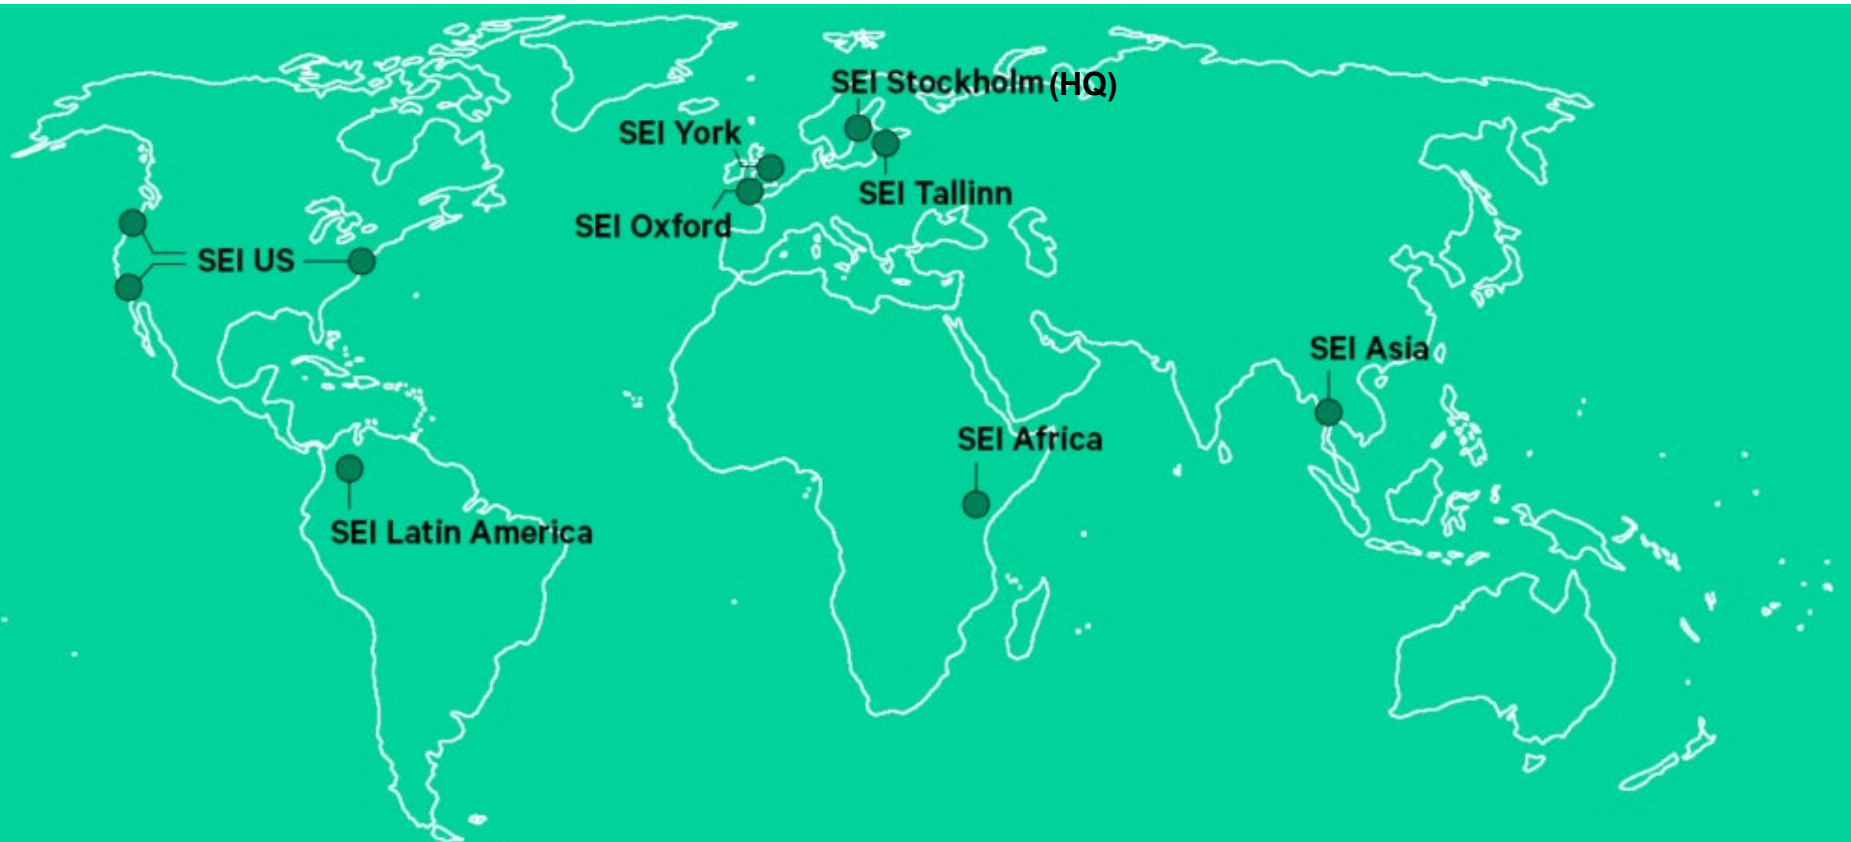 SEI Stockholm (HQ)
SEI York
SEI Tallinn
SEI Oxford
SEI US
SEI Asia
SEI Africa
SEI Latin America